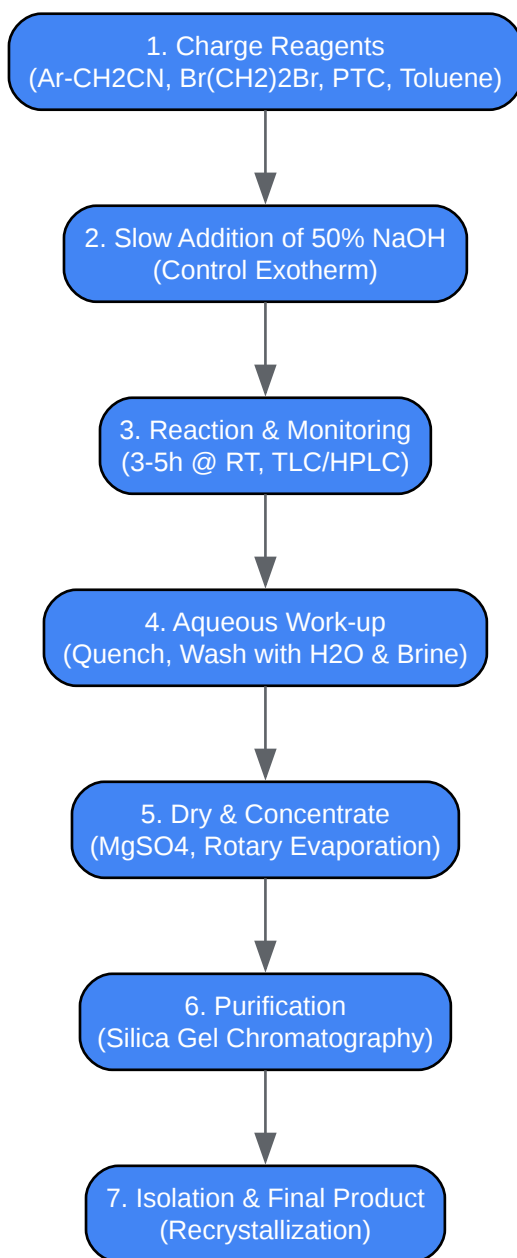 1. Charge Reagents
(Ar-CH2CN, Br(CH2)2Br, PTC, Toluene)
2. Slow Addition of 50% NaOH
(Control Exotherm)
3. Reaction & Monitoring
(3-5h @ RT, TLC/HPLC)
4. Aqueous Work-up
(Quench, Wash with H2O & Brine)
5. Dry & Concentrate
(MgSO4, Rotary Evaporation)
6. Purification
(Silica Gel Chromatography)
7. Isolation & Final Product
(Recrystallization)